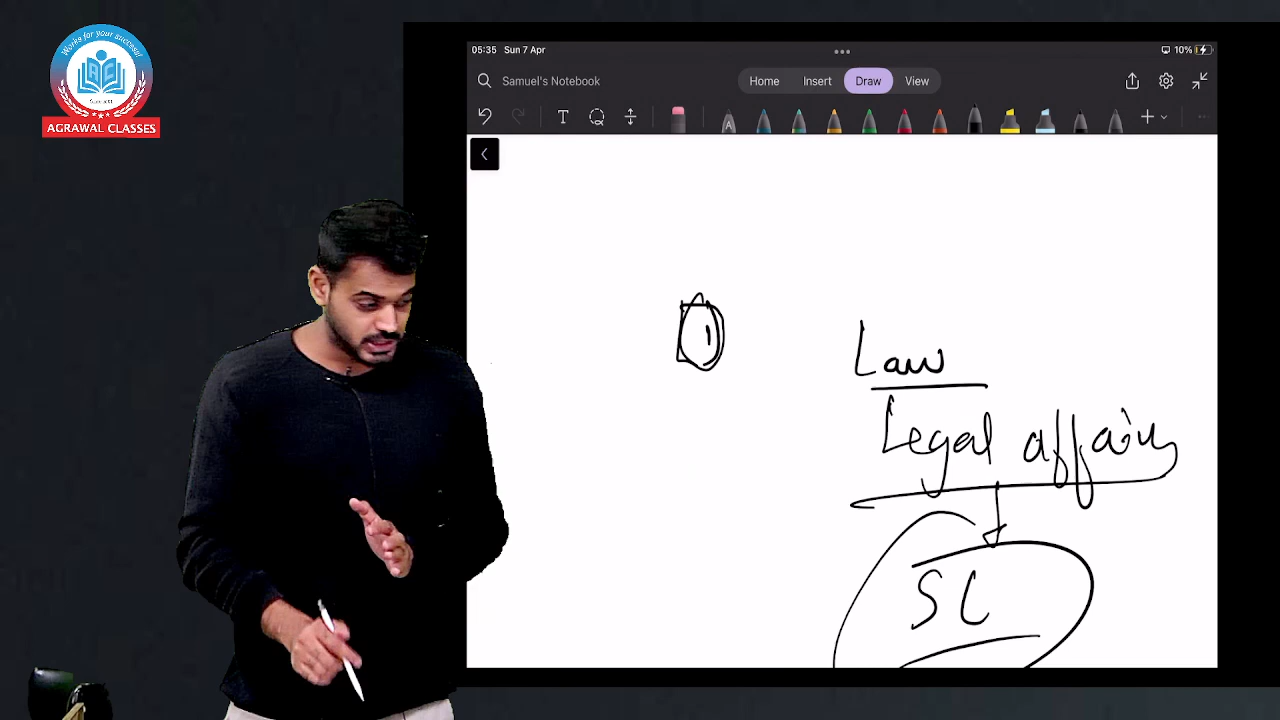 Works for your success!
AC
AGRAWAL CLASSES
05:35 Sun 7 Apr
10%
Samuel's Notebook
Home Insert Draw View
T
A
1
Law
Legal affairs
SC